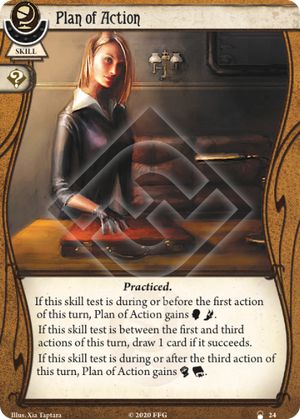 Plan of Action
SKILL
?
Practiced.
If this skill test is during or before the first action
of this turn, Plan of Action gains
If this skill test is between the first and third
actions of this turn, draw 1 card if it succeeds.
If this skill test is during or after the third action of
this turn, Plan of Action gains
Illus. Xia Taptara
© 2020 FFG
24